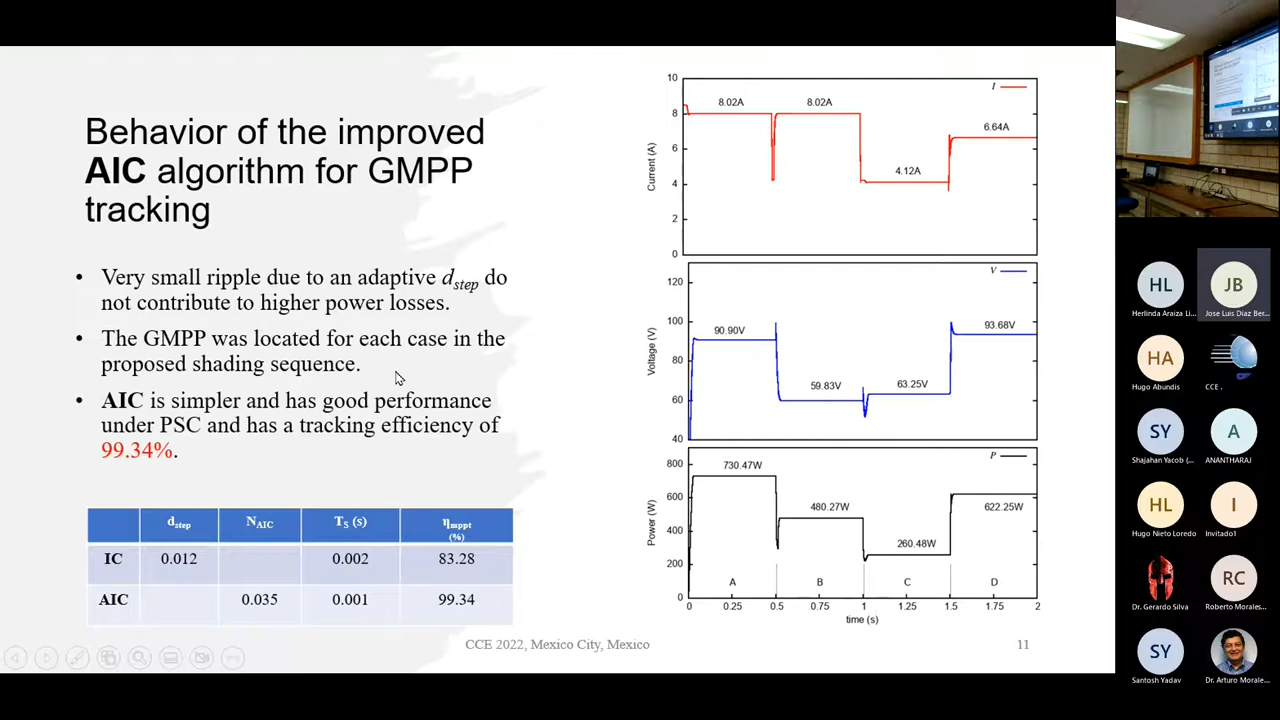 Behavior of the improved
AIC algorithm for GMPP
tracking
• Very small ripple due to an adaptive dstep do
not contribute to higher power losses.
• The GMPP was located for each case in the
proposed shading sequence.
• AIC is simpler and has good performance
under PSC and has a tracking efficiency of
99.34%.
dstep NAIC TS (s) ηmppt
(%)
IC 0.012 0.002 83.28
AIC 0.035 0.001 99.34
CCE 2022, Mexico City, Mexico
11
Current (A)
10
8
6
4
2
0
I
8.02A
8.02A
4.12A
6.64A
Voltage (V)
120
100
80
60
40
V
90.90V
59.83V
63.25V
93.68V
Power (W)
800
600
400
200
0
P
730.47W
480.27W
260.48W
622.25W
A B C D
0 0.25 0.5 0.75 1 1.25 1.5 1.75 2
time (s)
HL
Herlinda Araiza Li...
JB
Jose Luis Diaz Ber...
HA
Hugo Abundis
CCE .
SY
Shajahan Yacob (...
A
ANANTHARAJ
HL
Hugo Nieto Loredo
I
Invitado1
Dr. Gerardo Silva
RC
Roberto Morales...
SY
Santosh Yadav
Dr. Arturo Morale...